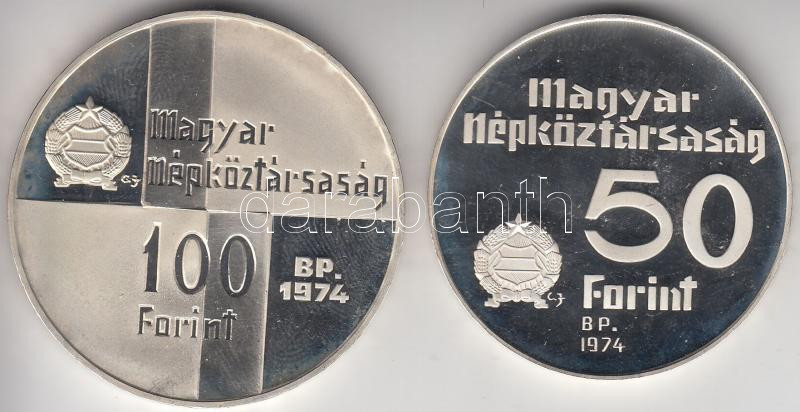 Magyar
Népköztársaság
100
Forint
BP.
1974
Magyar
Népköztársaság
50
Forint
BP.
1974
darabanth